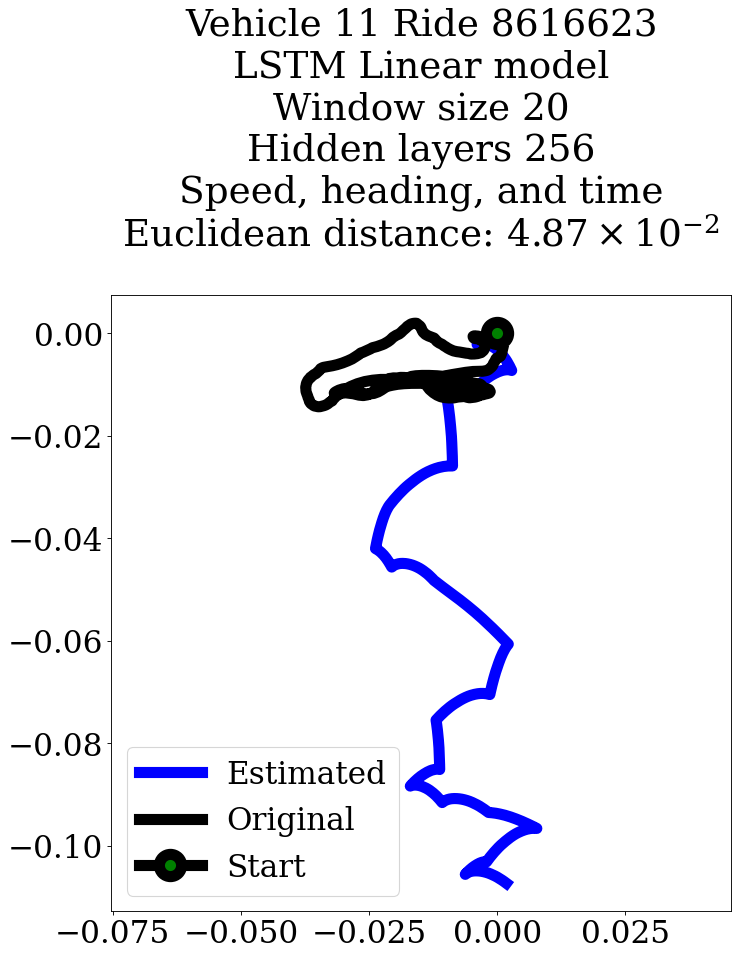 Vehicle 11 Ride 8616623
LSTM Linear model
Window size 20
Hidden layers 256
Speed, heading, and time
Euclidean distance: 4.87 × 10⁻²
0.00
−0.02
−0.04
−0.06
−0.08
−0.10
Estimated
Original
Start
−0.075 −0.050 −0.025 0.000 0.025